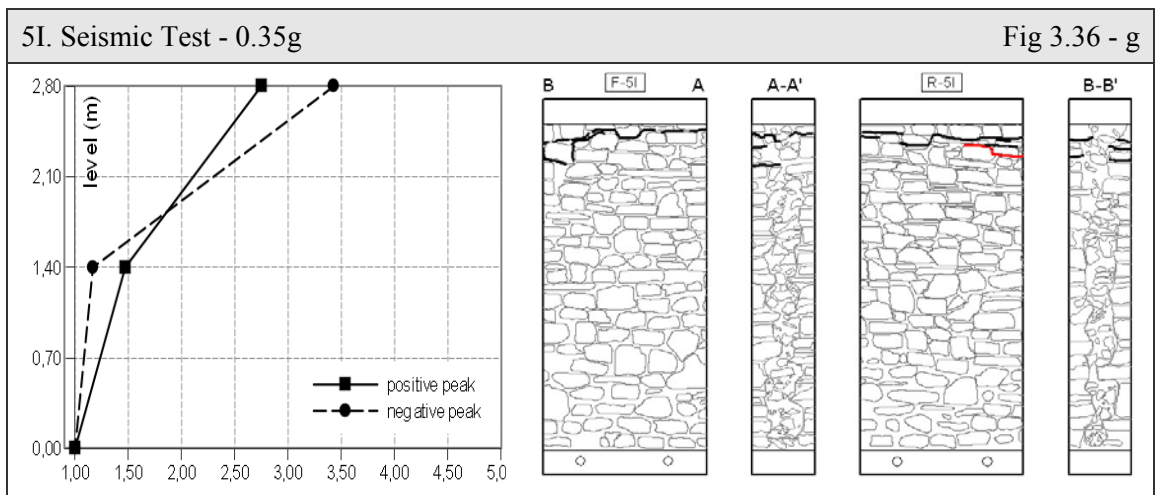 5I. Seismic Test - 0.35g Fig 3.36 - g
2,80
2,10
1,40
0,70
0,00
level (m)
1,00 1,50 2,00 2,50 3,00 3,50 4,00 4,50 5,0
positive peak
negative peak
B F-5I A
A-A'
R-5I
B-B'